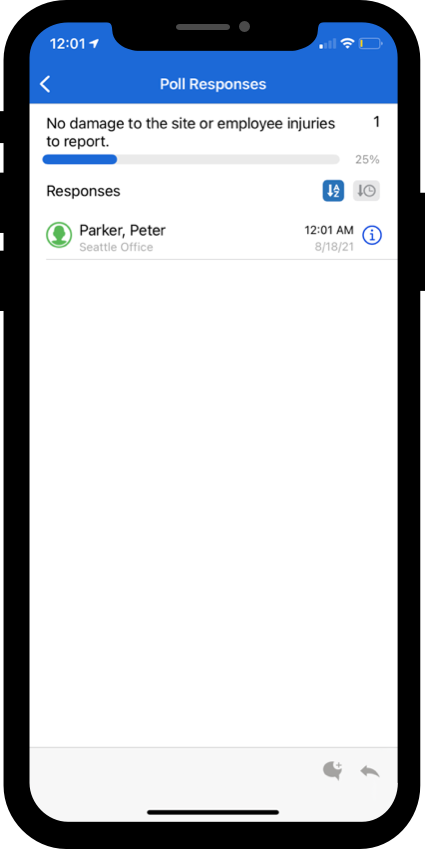 12:01
Poll Responses
No damage to the site or employee injuries 1
to report.
25%
Responses
A
Z
Parker, Peter 12:01 AM
Seattle Office 8/18/21